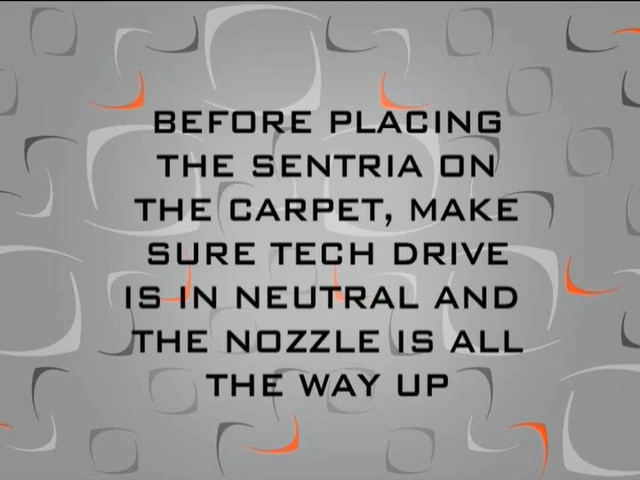 BEFORE PLACING
THE SENTRIA ON
THE CARPET, MAKE
SURE TECH DRIVE
IS IN NEUTRAL AND
THE NOZZLE IS ALL
THE WAY UP